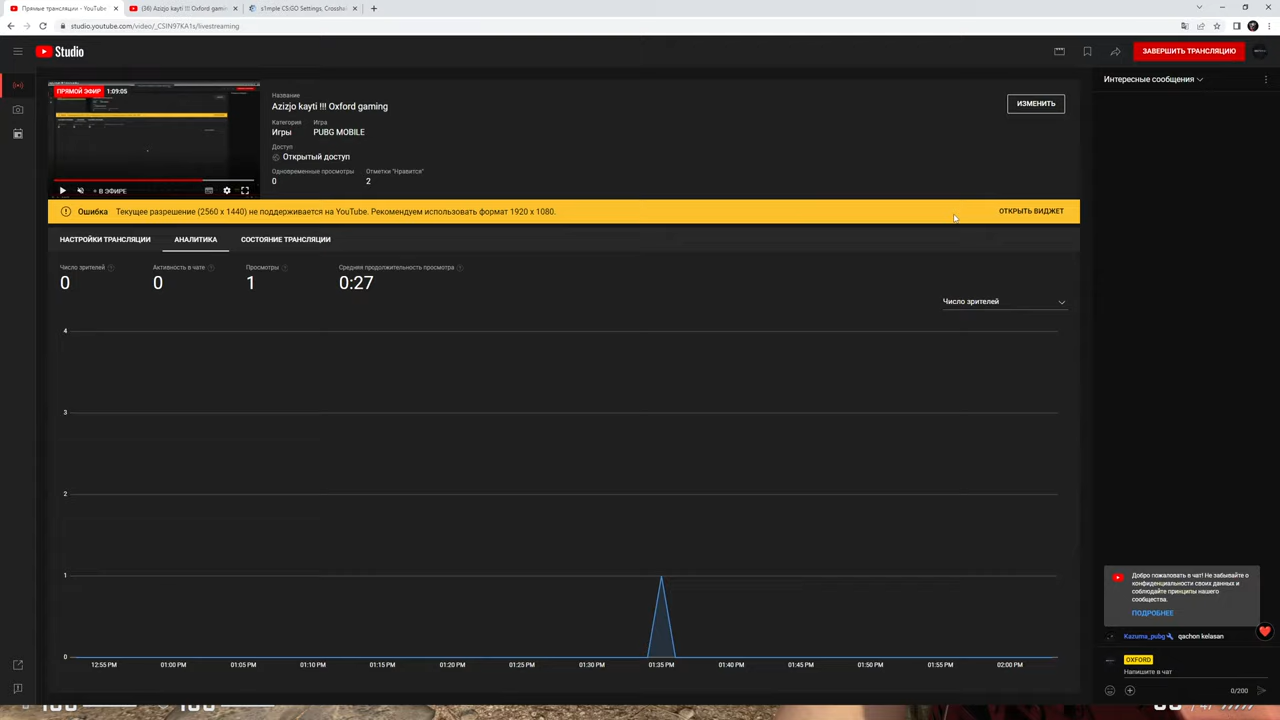 Прямые трансляции - YouTube
(36) Azizjo kayti !!! Oxford gamin
s1mple CS:GO Settings, Crossha
studio.youtube.com/video/_CSIN97KA1s/livestreaming
Studio
ЗАВЕРШИТЬ ТРАНСЛЯЦИЮ
ПРЯМОЙ ЭФИР 1:09:05
В ЭФИРЕ
Название
Azizjo kayti !!! Oxford gaming
Категория Игра
Игры PUBG MOBILE
Доступ
Открытый доступ
Одновременные просмотры Отметки "Нравится"
0 2
ИЗМЕНИТЬ
Интересные сообщения
Ошибка Текущее разрешение (2560 x 1440) не поддерживается на YouTube. Рекомендуем использовать формат 1920 x 1080. ОТКРЫТЬ ВИДЖЕТ
НАСТРОЙКИ ТРАНСЛЯЦИИ АНАЛИТИКА СОСТОЯНИЕ ТРАНСЛЯЦИИ
Число зрителей Активность в чате Просмотры Средняя продолжительность просмотра
0 0 1 0:27
Число зрителей
4
3
2
1
0
12:55 PM 01:00 PM 01:05 PM 01:10 PM 01:15 PM 01:20 PM 01:25 PM 01:30 PM 01:35 PM 01:40 PM 01:45 PM 01:50 PM 01:55 PM 02:00 PM
Добро пожаловать в чат! Не забывайте о
конфиденциальности своих данных и
соблюдайте принципы нашего
сообщества.
ПОДРОБНЕЕ
Kazuma_pubg qachon kelasan
OXFORD
Напишите в чат
0/200